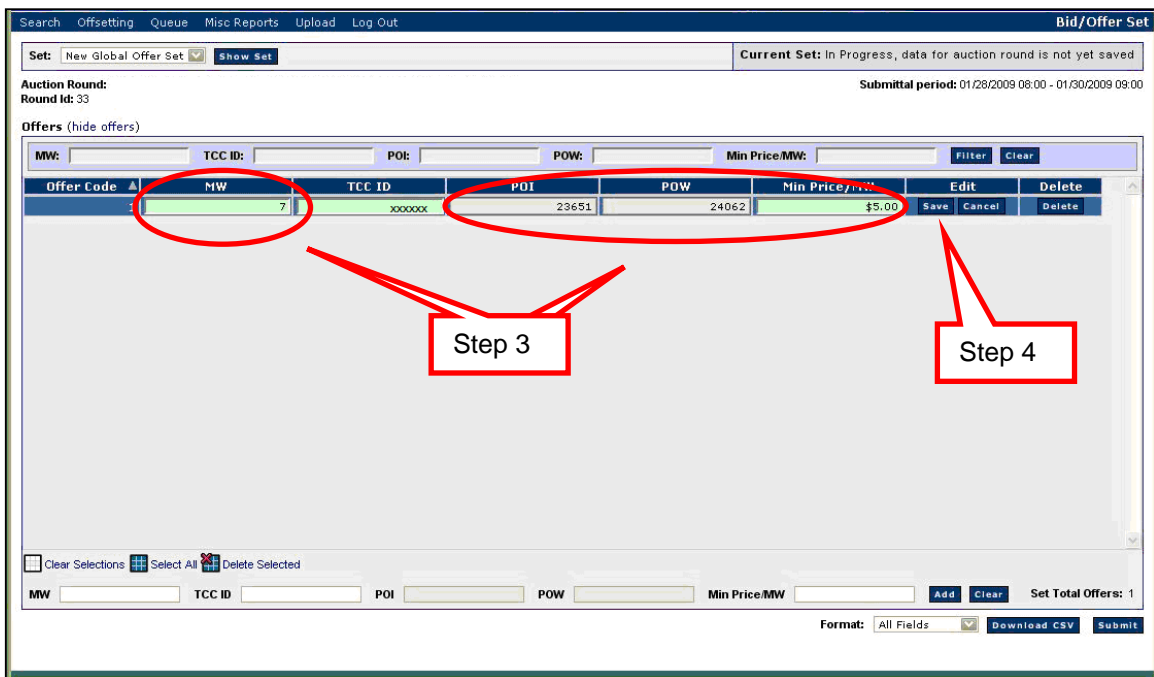 Search Offsetting Queue Misc Reports Upload Log Out Bid/Offer Set
Set: New Global Offer Set Show Set Current Set: In Progress, data for auction round is not yet saved
Auction Round: Submittal period: 01/28/2009 08:00 - 01/30/2009 09:00
Round Id: 33
Offers (hide offers)
MW: TCC ID: POI: POW: Min Price/MW: Filter Clear
Offer Code MW TCC ID POI POW Min Price/MW Edit Delete
1 7 xxxxxx 23651 24062 $5.00 Save Cancel Delete
Step 3
Step 4
Clear Selections Select All Delete Selected
MW TCC ID POI POW Min Price/MW Add Clear Set Total Offers: 1
Format: All Fields Download CSV Submit